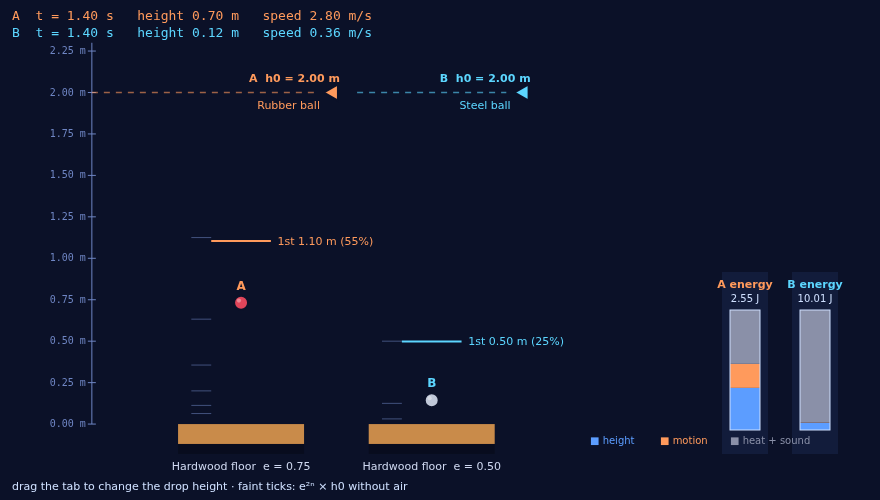 A  t = 1.40 s   height 0.70 m   speed 2.80 m/s
B  t = 1.40 s   height 0.12 m   speed 0.36 m/s
2.25 m
A  h0 = 2.00 m
B  h0 = 2.00 m
2.00 m
Rubber ball
Steel ball
1.75 m
1.50 m
1.25 m
1st 1.10 m (55%)
1.00 m
A
A energy
B energy
0.75 m
2.55 J
10.01 J
0.50 m
1st 0.50 m (25%)
0.25 m
B
0.00 m
height
motion
heat + sound
Hardwood floor  e = 0.75
Hardwood floor  e = 0.50
drag the tab to change the drop height · faint ticks: e²ⁿ × h0 without air